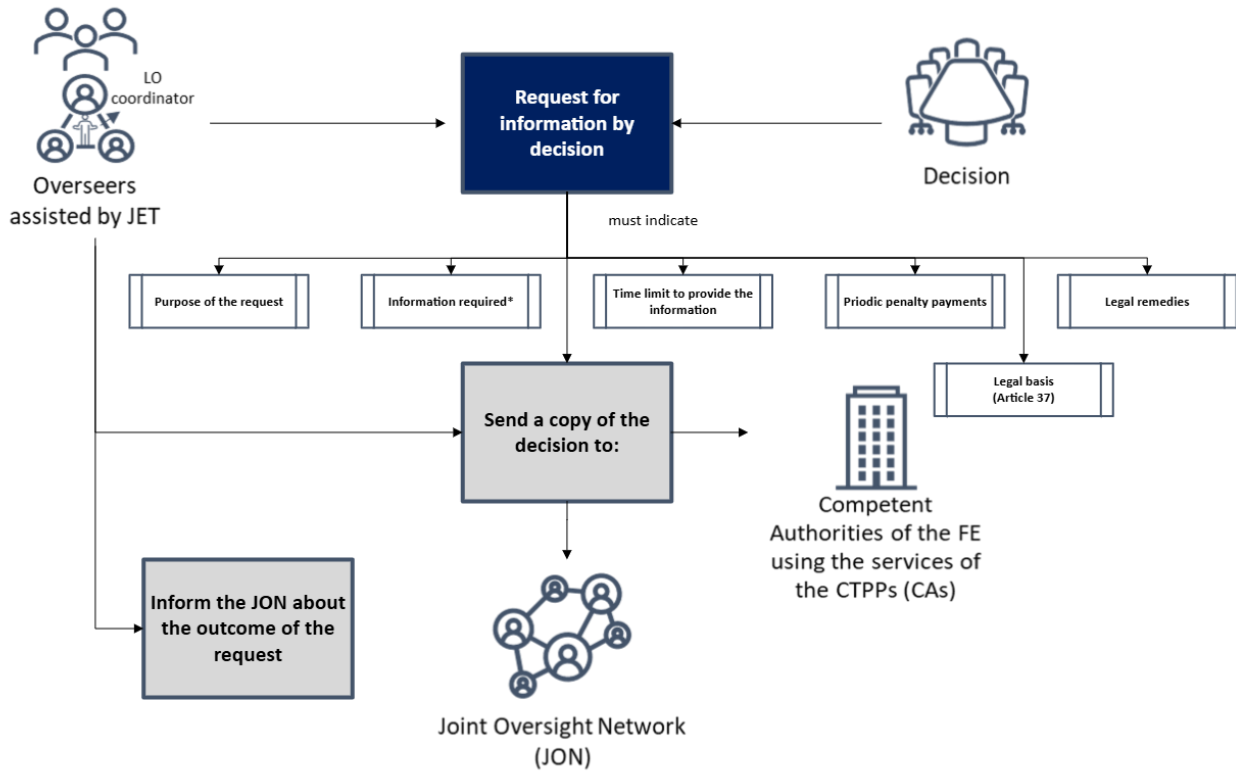 LO
coordinator
Overseers
assisted by JET
Request for
information by
decision
Decision
must indicate
Purpose of the request
Information required*
Time limit to provide the
information
Priodic penalty payments
Legal remedies
Legal basis
(Article 37)
Send a copy of the
decision to:
Competent
Authorities of the FE
using the services of
the CTPPs (CAs)
Inform the JON about
the outcome of the
request
Joint Oversight Network
(JON)